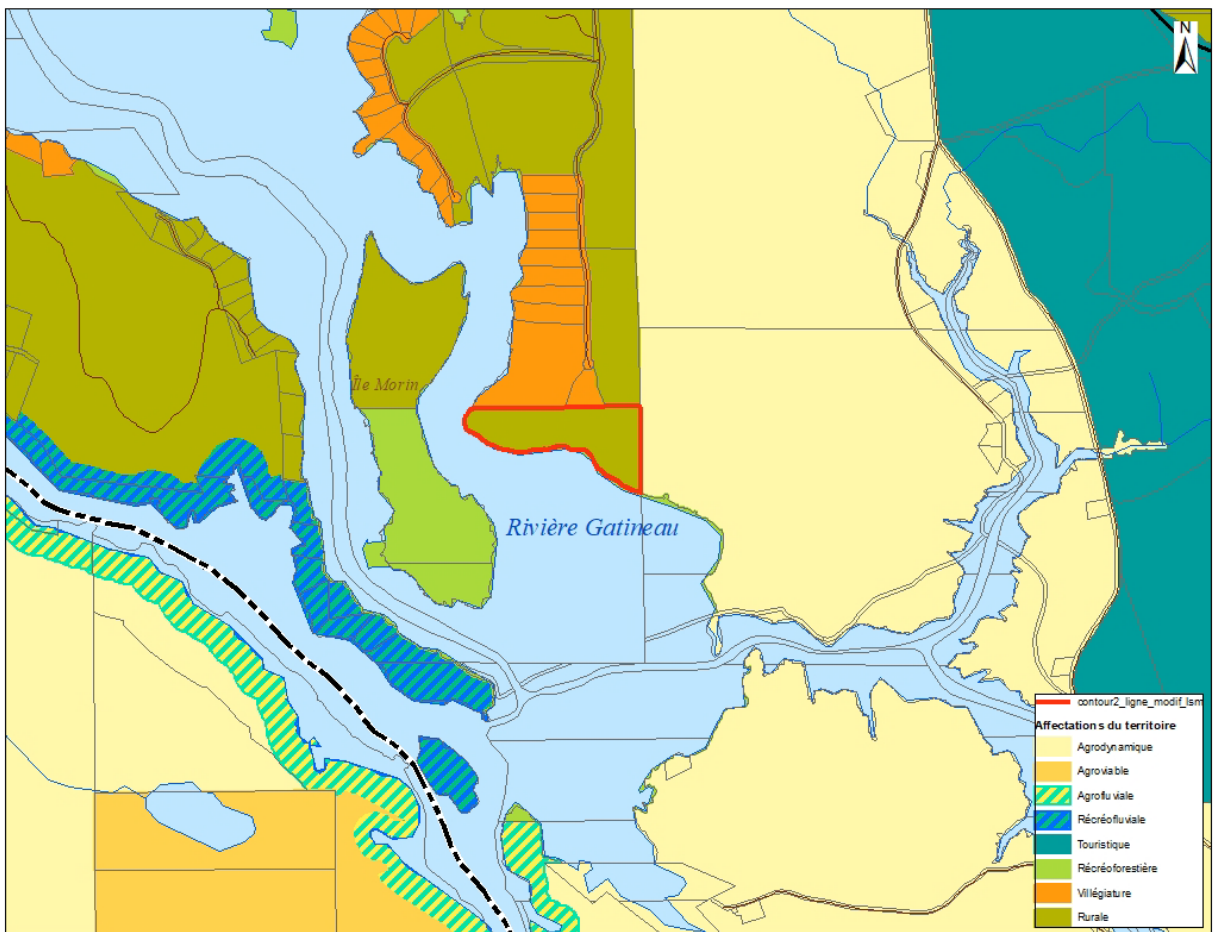 N
Île Morin
Rivière Gatineau
contour2_ligne_modif_lsm
Affectations du territoire
Agrodynamique
Agroviable
Agrofluviale
Récréofluviale
Touristique
Récréoforestière
Villégiature
Rurale